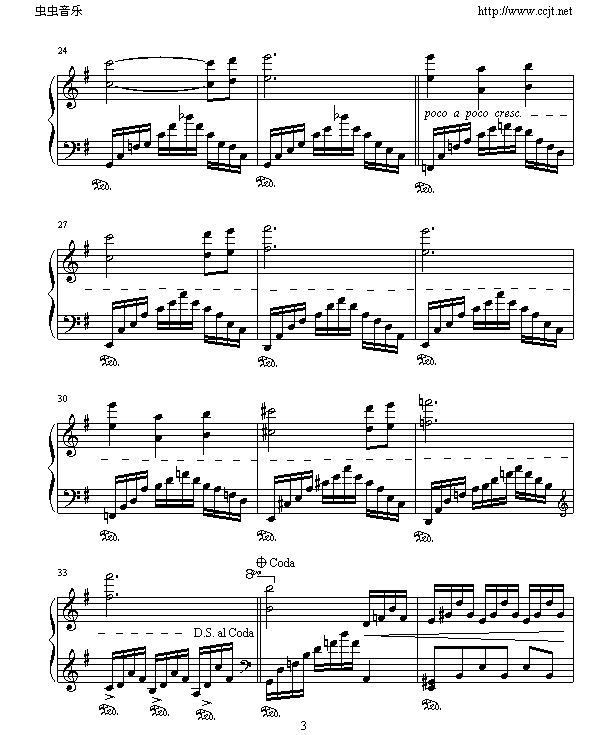 虫虫音乐 http://www.ccjt.net
24
poco a poco cresc.
𝆮 𝆮 𝆮
27
𝆮 𝆮 𝆮
30
𝆮 𝆮 𝆮
Coda
33 8va
D.S. al Coda
𝆮 𝆮 𝆮 𝆮 𝆮
3